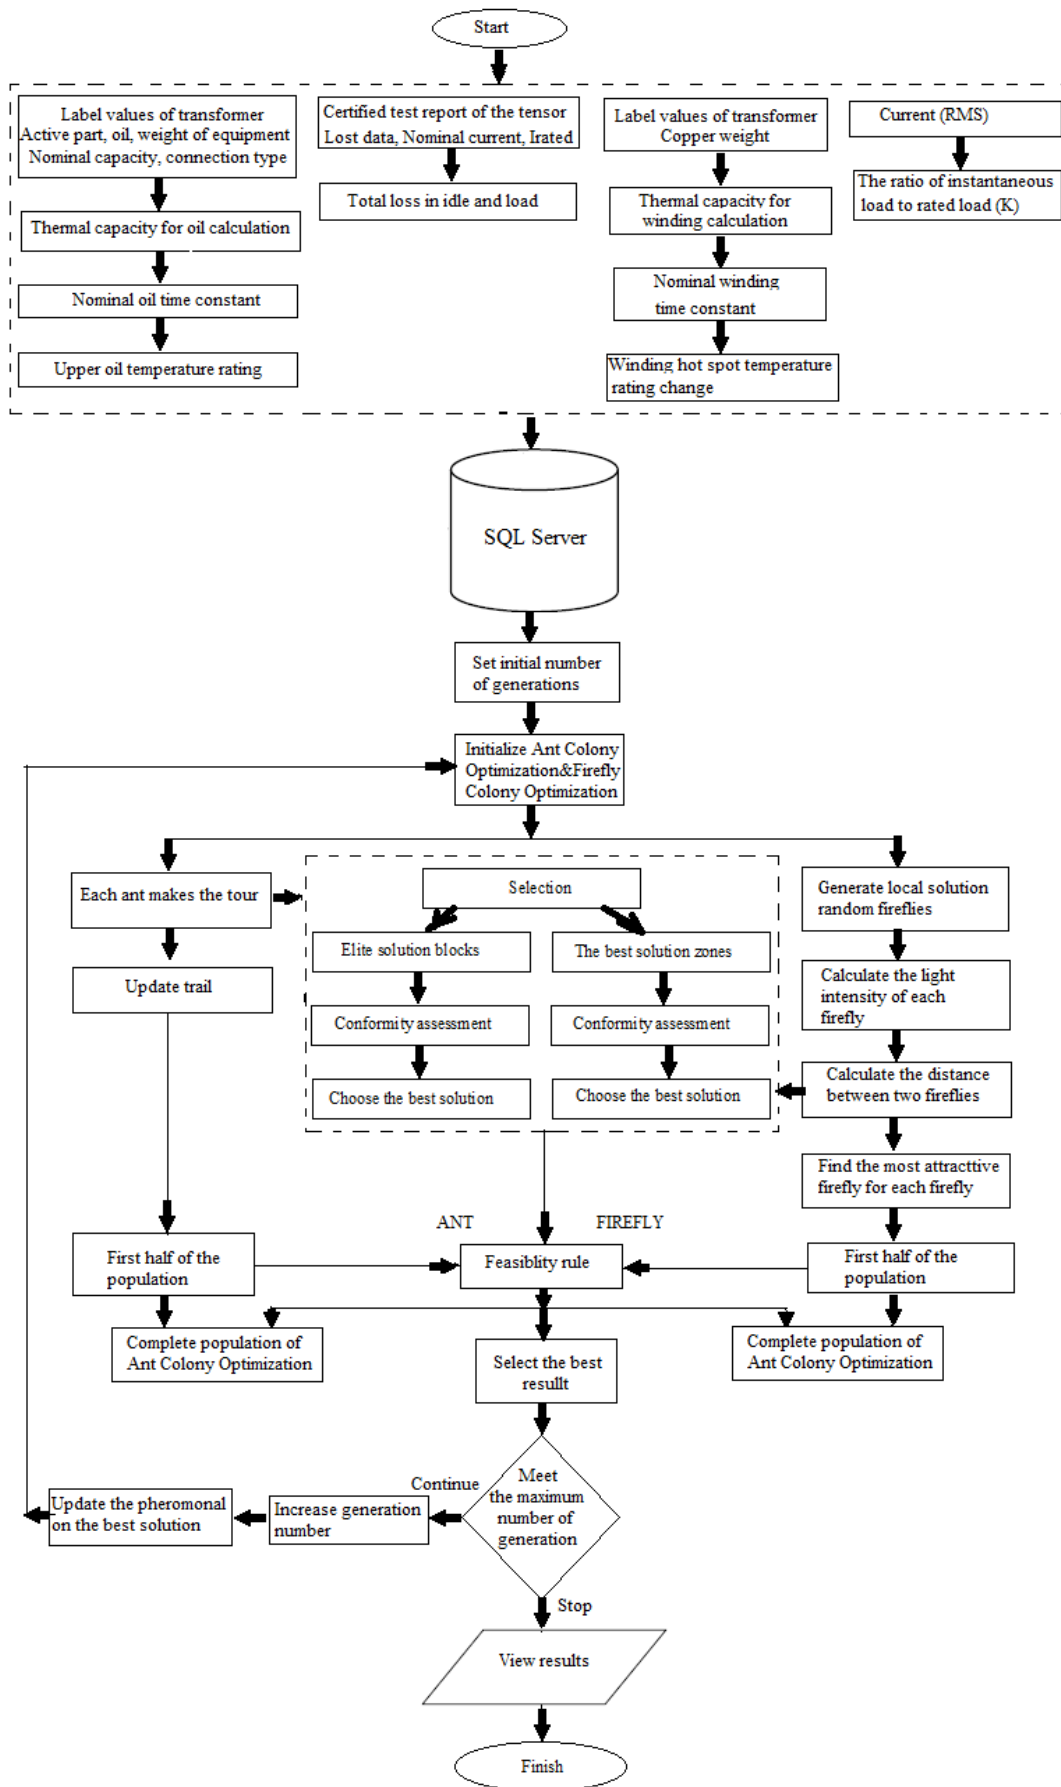 Start
Label values of transformer
Active part, oil, weight of equipment
Nominal capacity, connection type
Thermal capacity for oil calculation
Nominal oil time constant
Upper oil temperature rating
Certified test report of the tensor
Lost data, Nominal current, Irated
Total loss in idle and load
Label values of transformer
Copper weight
Thermal capacity for
winding calculation
Nominal winding
time constant
Winding hot spot temperature
rating change
Current (RMS)
The ratio of instantaneous
load to rated load (K)
SQL Server
Set initial number
of generations
Initialize Ant Colony
Optimization&Firefly
Colony Optimization
Each ant makes the tour
Update trail
Selection
Elite solution blocks
Conformity assessment
Choose the best solution
The best solution zones
Conformity assessment
Choose the best solution
Generate local solution
random fireflies
Calculate the light
intensity of each
firefly
Calculate the distance
between two fireflies
Find the most attracttive
firefly for each firefly
ANT
FIREFLY
First half of the
population
Feasiblity rule
First half of the
population
Complete population of
Ant Colony Optimization
Select the best
resullt
Complete population of
Ant Colony Optimization
Meet
the maximum
number of
generation
Continue
Increase generation
number
Update the pheromonal
on the best solution
Stop
View results
Finish